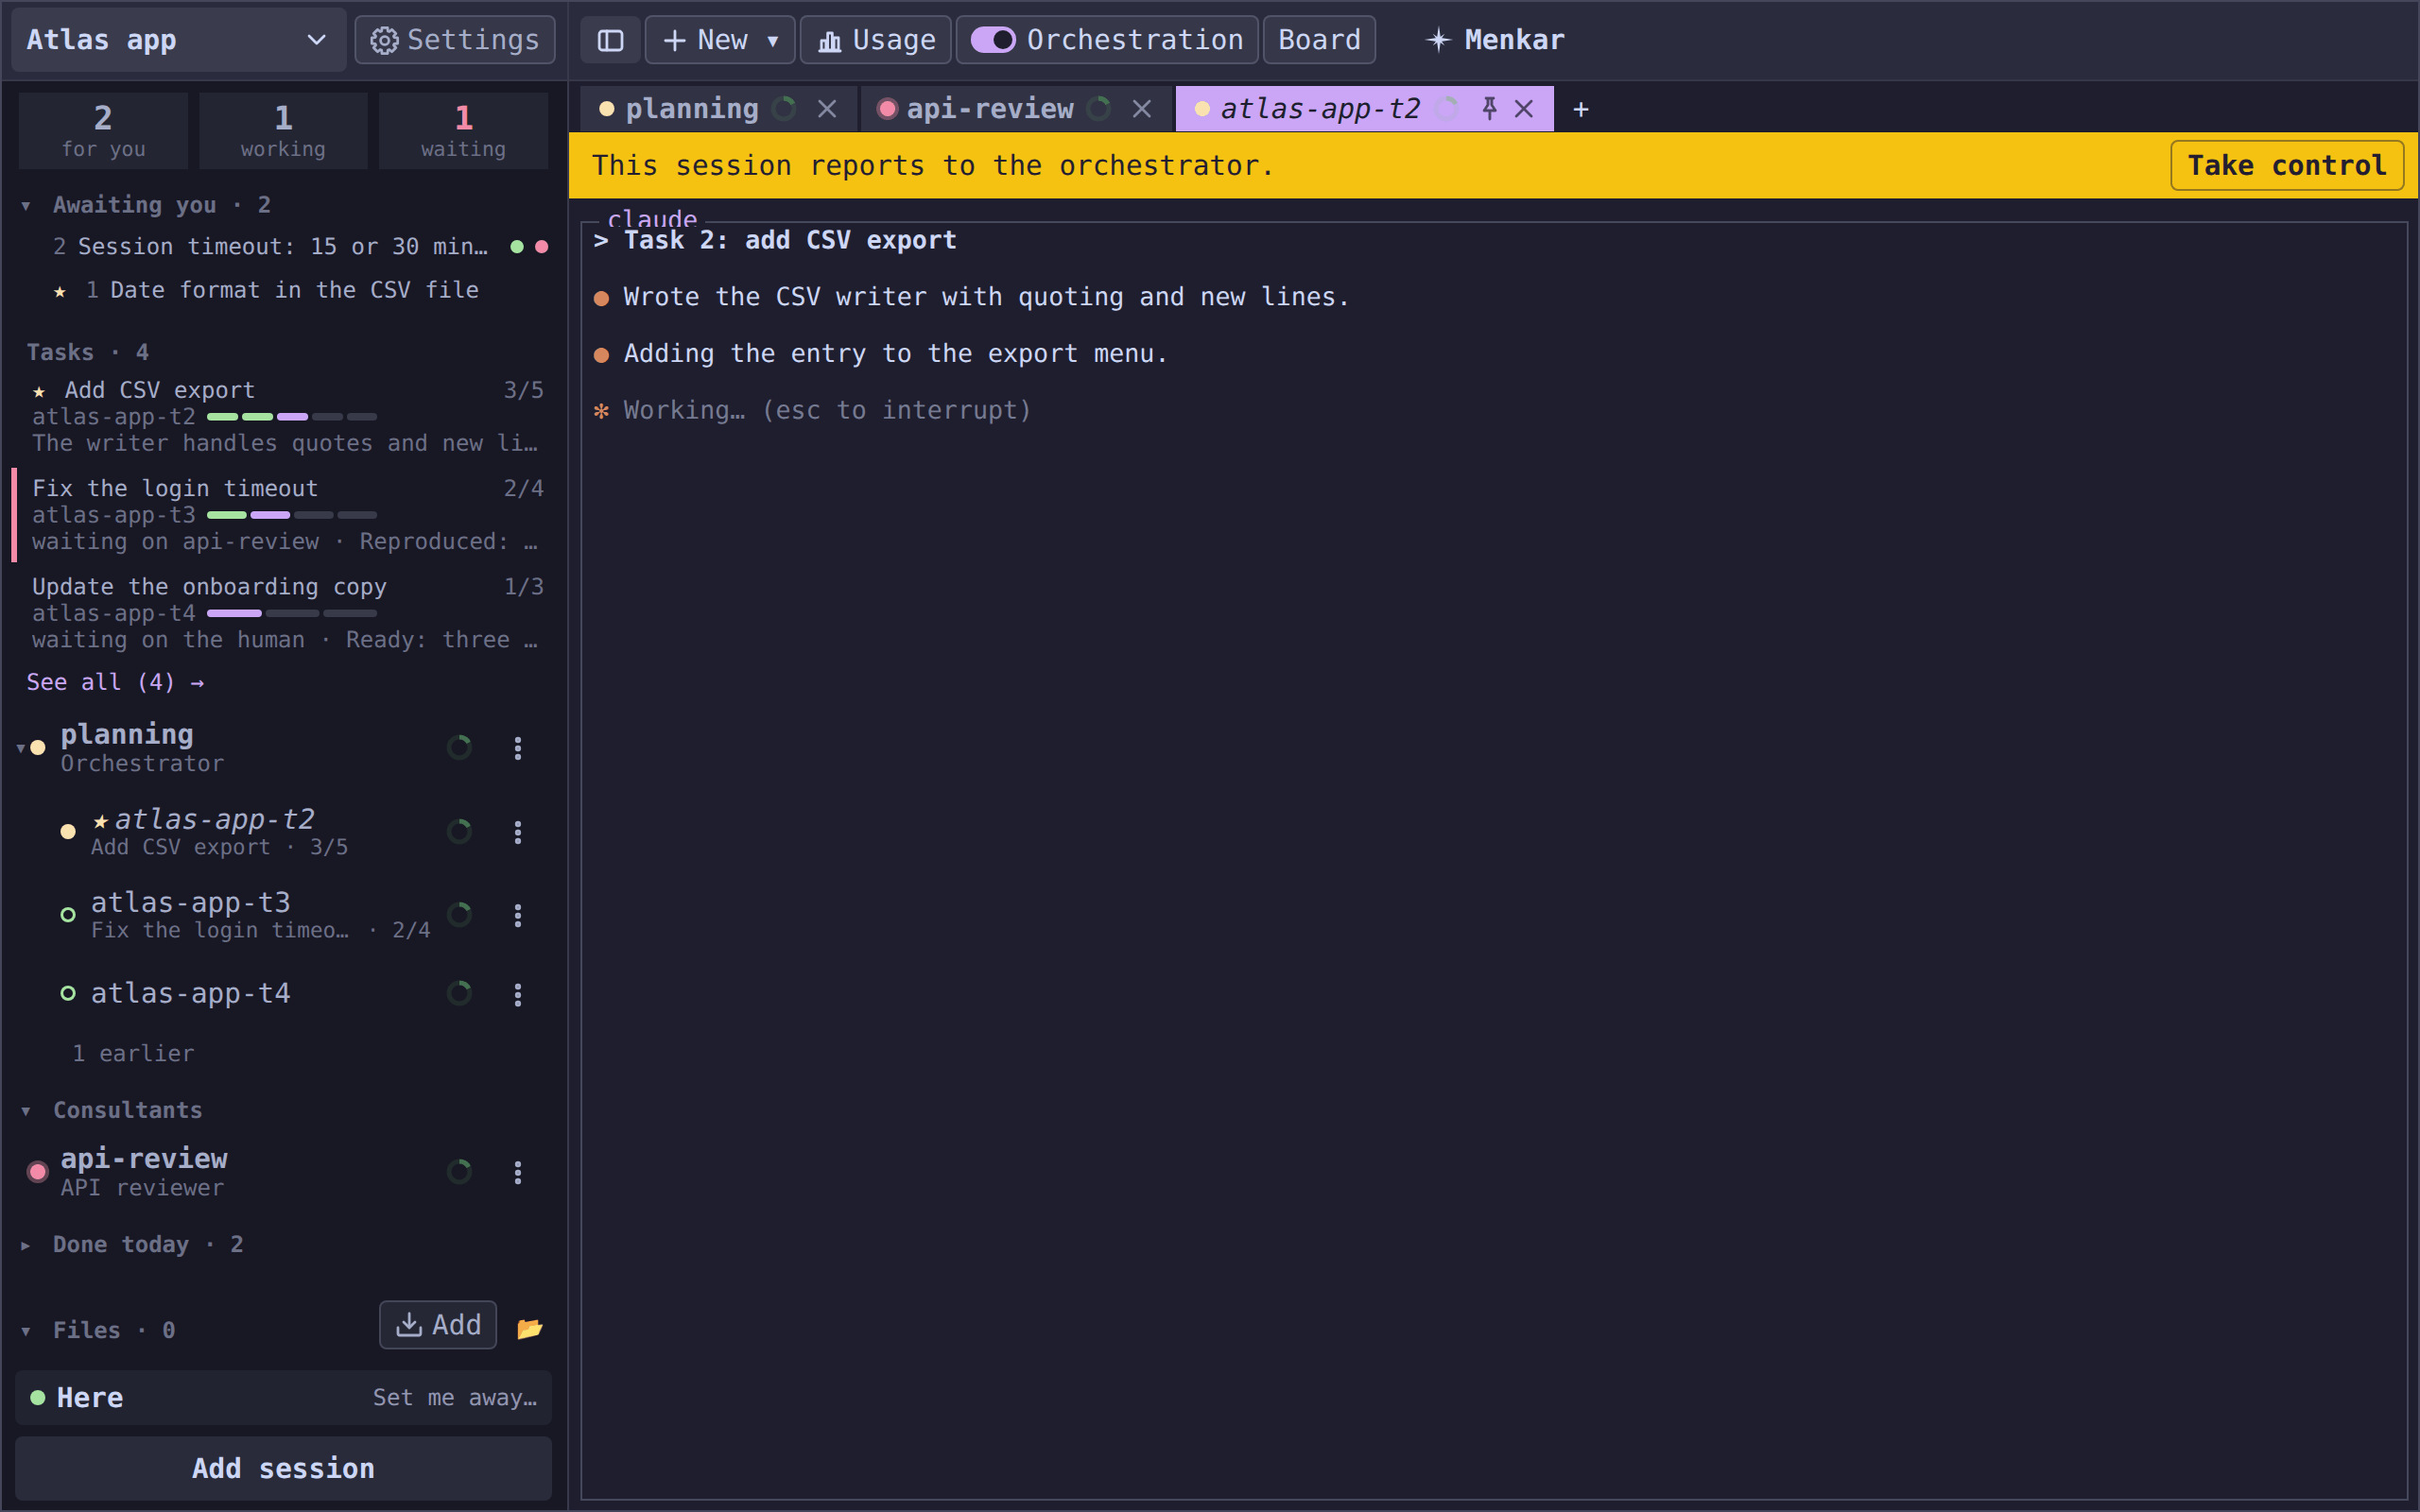 Atlas app
Settings
New ▼
Usage
Orchestration
Board
Menkar
2
for you
1
working
1
waiting
planning
api-review
atlas-app-t2
+
This session reports to the orchestrator.
Take control
▼ Awaiting you · 2
2 Session timeout: 15 or 30 min…
★ 1 Date format in the CSV file
Tasks · 4
★ Add CSV export 3/5
atlas-app-t2
The writer handles quotes and new li…
Fix the login timeout 2/4
atlas-app-t3
waiting on api-review · Reproduced: …
Update the onboarding copy 1/3
atlas-app-t4
waiting on the human · Ready: three …
See all (4) →
planning
Orchestrator
★ atlas-app-t2
Add CSV export · 3/5
atlas-app-t3
Fix the login timeo… · 2/4
atlas-app-t4
1 earlier
▼ Consultants
api-review
API reviewer
▶ Done today · 2
▼ Files · 0
Add
Here
Set me away…
Add session
claude
> Task 2: add CSV export
● Wrote the CSV writer with quoting and new lines.
● Adding the entry to the export menu.
✻ Working… (esc to interrupt)